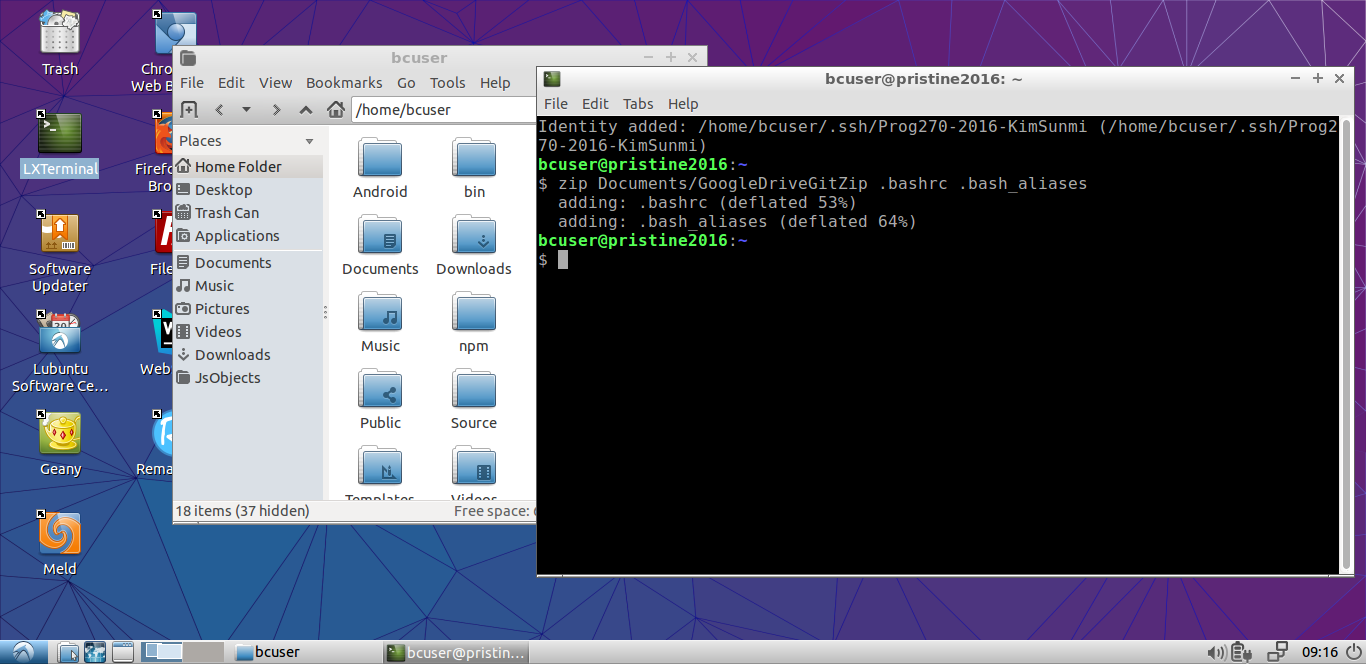 Trash
Chro
Web B
LXTerminal
Firefo
Bro
Software
Updater
File
Lubuntu
Software Ce...
Web
Geany
Rema
Meld
bcuser
File Edit View Bookmarks Go Tools Help
/home/bcuser
Places
Home Folder
Desktop
Trash Can
Applications
Documents
Music
Pictures
Videos
Downloads
JsObjects
Android bin
Documents Downloads
Music npm
Public Source
Templates Videos
18 items (37 hidden) Free space:
bcuser@pristine2016: ~
File Edit Tabs Help
Identity added: /home/bcuser/.ssh/Prog270-2016-KimSunmi (/home/bcuser/.ssh/Prog2
70-2016-KimSunmi)
bcuser@pristine2016:~
$ zip Documents/GoogleDriveGitZip .bashrc .bash_aliases
adding: .bashrc (deflated 53%)
adding: .bash_aliases (deflated 64%)
bcuser@pristine2016:~
$
bcuser
bcuser@pristin...
09:16